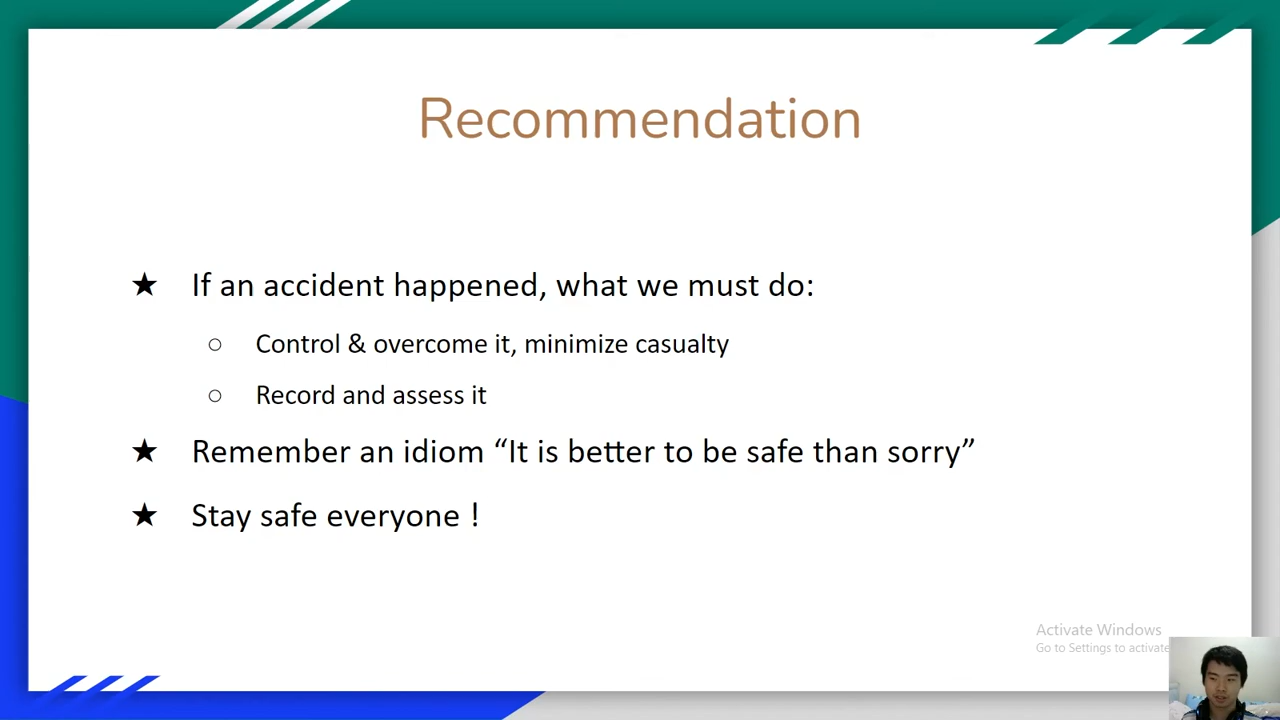 Recommendation
★ If an accident happened, what we must do:
○ Control & overcome it, minimize casualty
○ Record and assess it
★ Remember an idiom “It is better to be safe than sorry”
★ Stay safe everyone !
Activate Windows
Go to Settings to activate